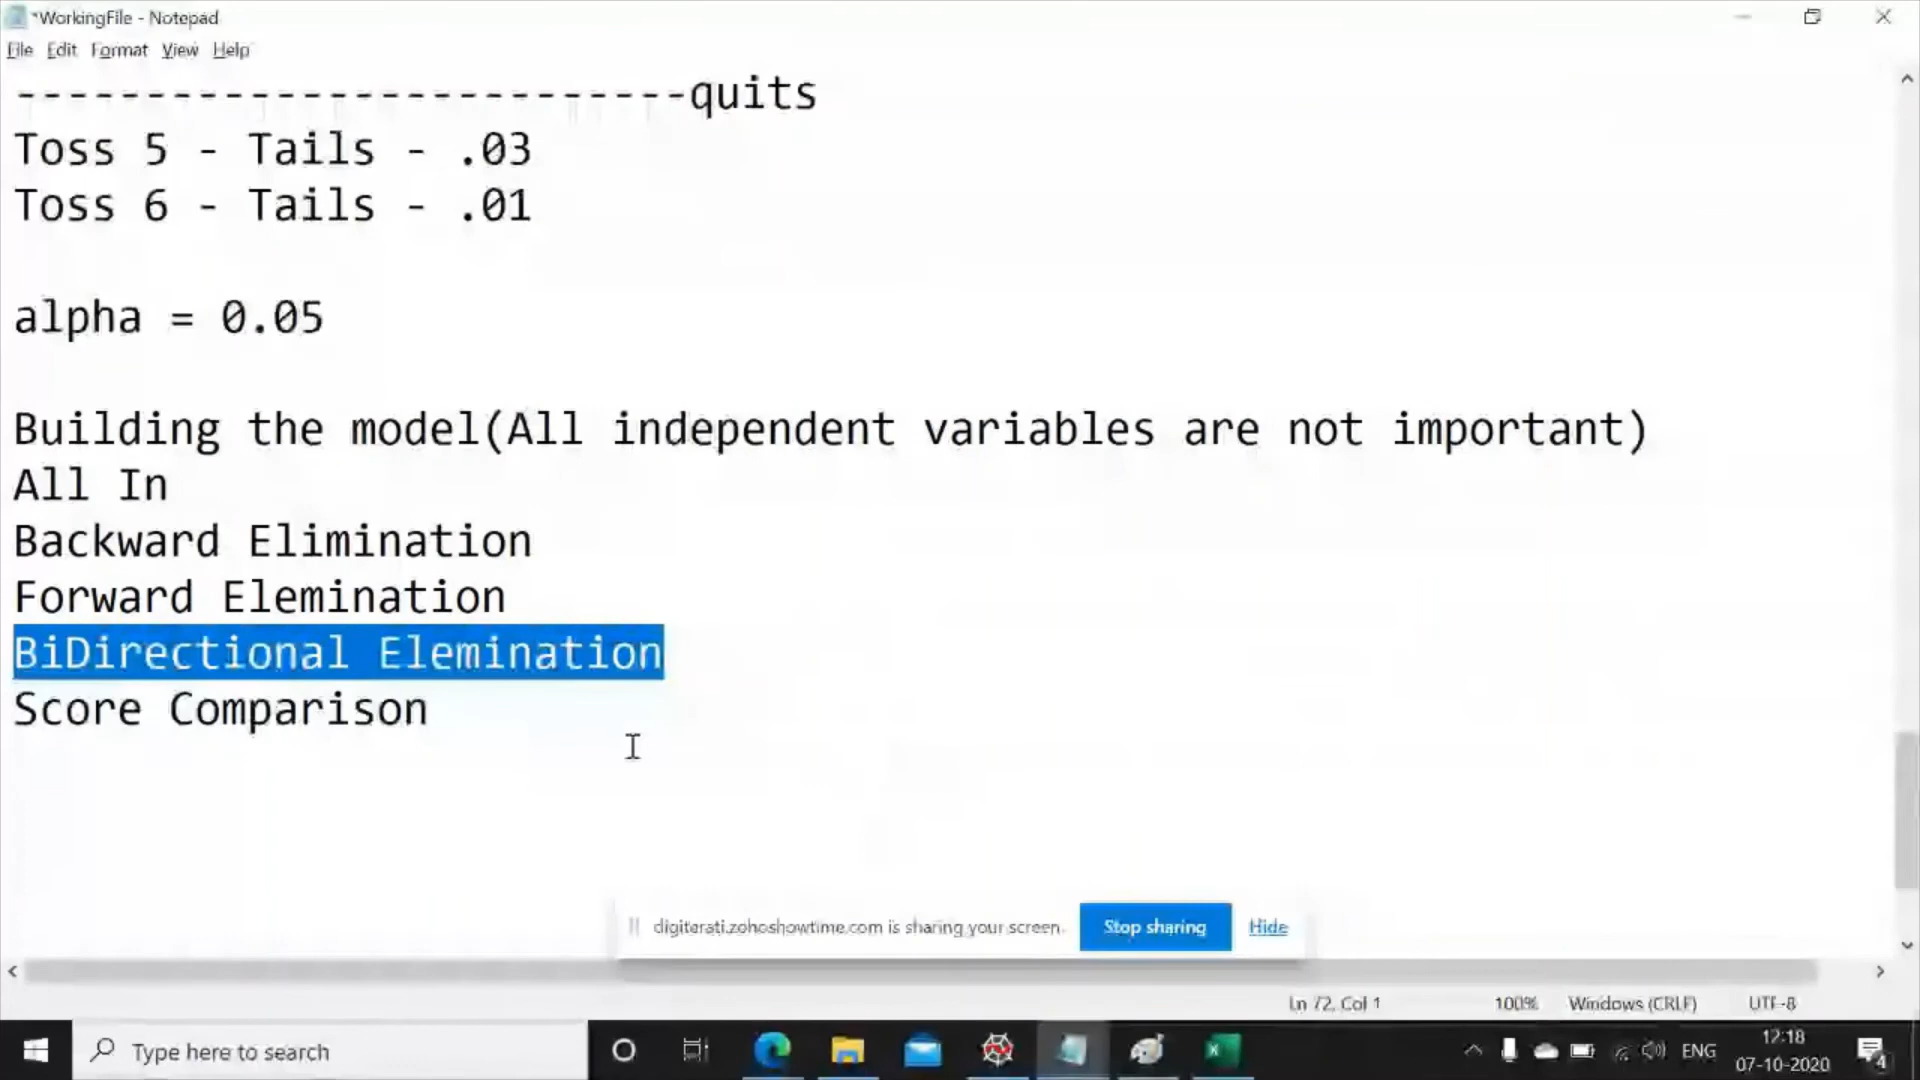 *WorkingFile - Notepad
File Edit Format View Help
--------------------------quits
Toss 5 - Tails - .03
Toss 6 - Tails - .01
alpha = 0.05
Building the model(All independent variables are not important)
All In
Backward Elimination
Forward Elemination
BiDirectional Elemination
Score Comparison
digiterati.zohoshowtime.com is sharing your screen. Stop sharing Hide
Ln 72, Col 1 100% Windows (CRLF) UTF-8
Type here to search ENG 12:18
07-10-2020 4